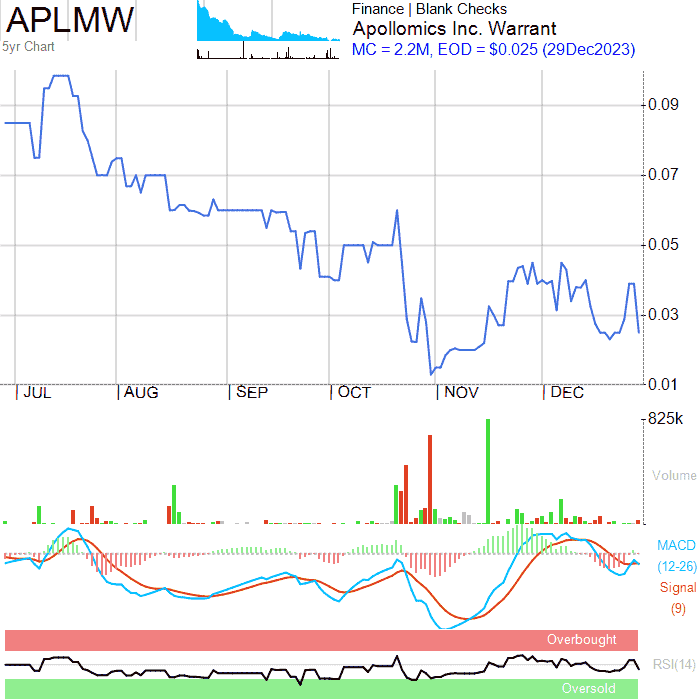 APLMW
5yr Chart
Finance | Blank Checks
Apollomics Inc. Warrant
MC = 2.2M, EOD = $0.025 (29Dec2023)
0.09
0.07
0.05
0.03
0.01
| JUL | AUG | SEP | OCT | NOV | DEC
825k
Volume
MACD
(12-26)
Signal
(9)
Overbought
RSI(14)
Oversold